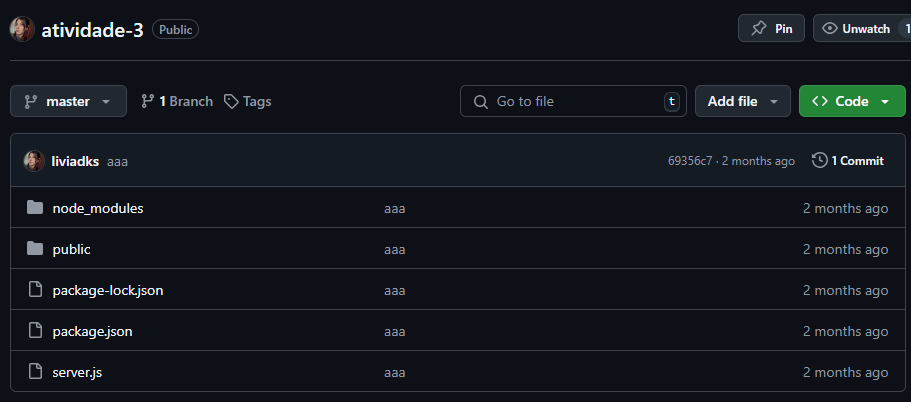 atividade-3 Public Pin Unwatch 1
master 1 Branch Tags Go to file t Add file Code
liviadks aaa 69356c7 · 2 months ago 1 Commit
node_modules aaa 2 months ago
public aaa 2 months ago
package-lock.json aaa 2 months ago
package.json aaa 2 months ago
server.js aaa 2 months ago